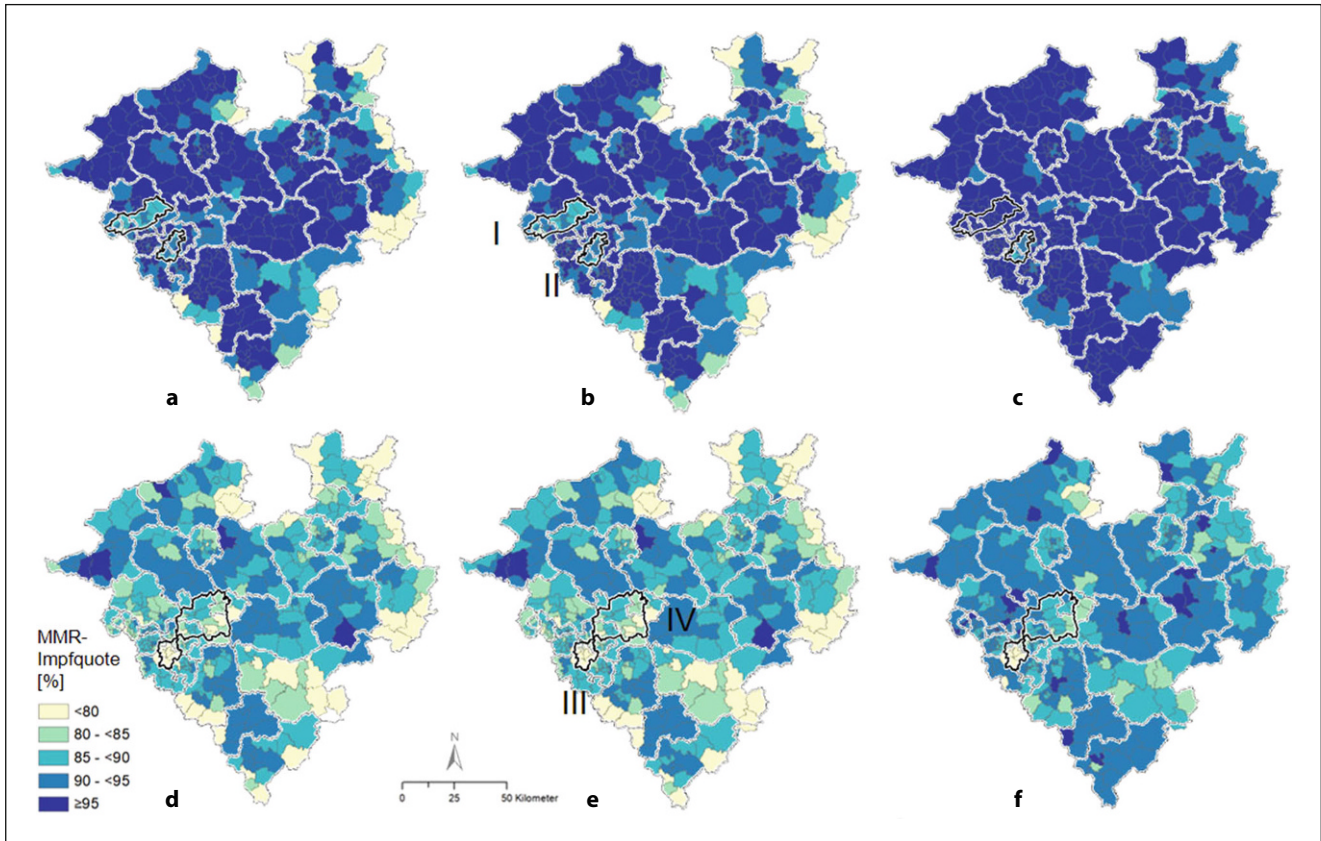 I
II
a
b
c
IV
III
MMR-
Impfquote
[%]
<80
80 - <85
85 - <90
90 - <95
≥95
N
0 25 50 Kilometer
d
e
f